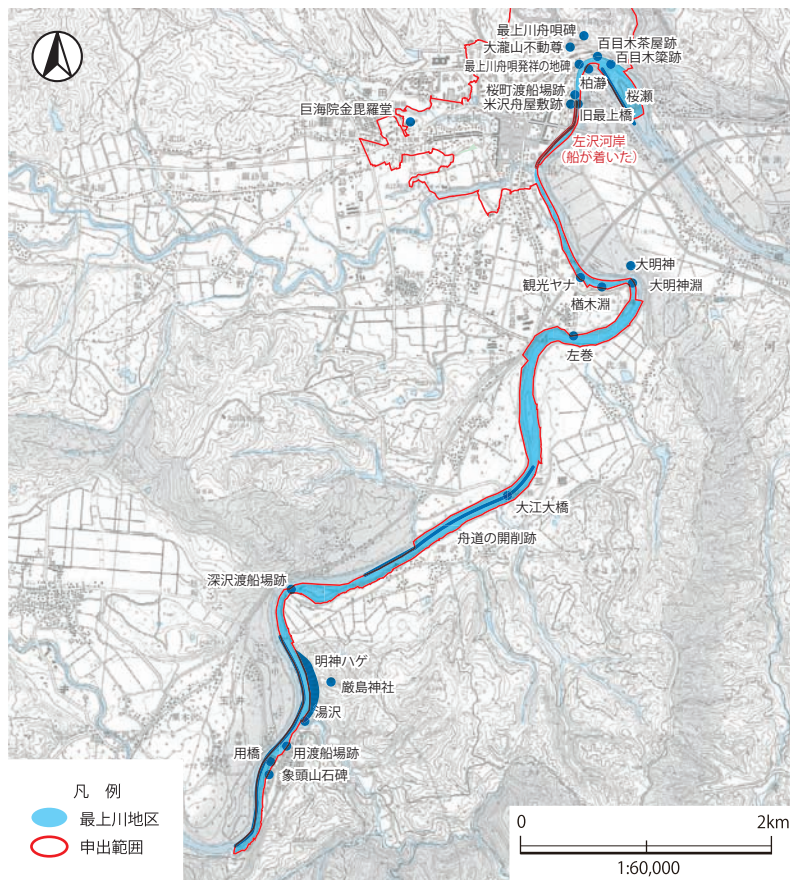 最上川舟唄碑
大瀧山不動尊
百目木茶屋跡
最上川舟唄発祥の地碑
百目木簗跡
柏瀞
桜瀬
桜町渡船場跡
米沢舟屋敷跡
旧最上橋
巨海院金毘羅堂
左沢河岸
(船が着いた)
大明神
観光ヤナ
大明神淵
楢木淵
左巻
大江大橋
舟道の開削跡
深沢渡船場跡
明神ハゲ
厳島神社
湯沢
用橋
用渡船場跡
象頭山石碑
凡 例
最上川地区
申出範囲
0 2km
1:60,000